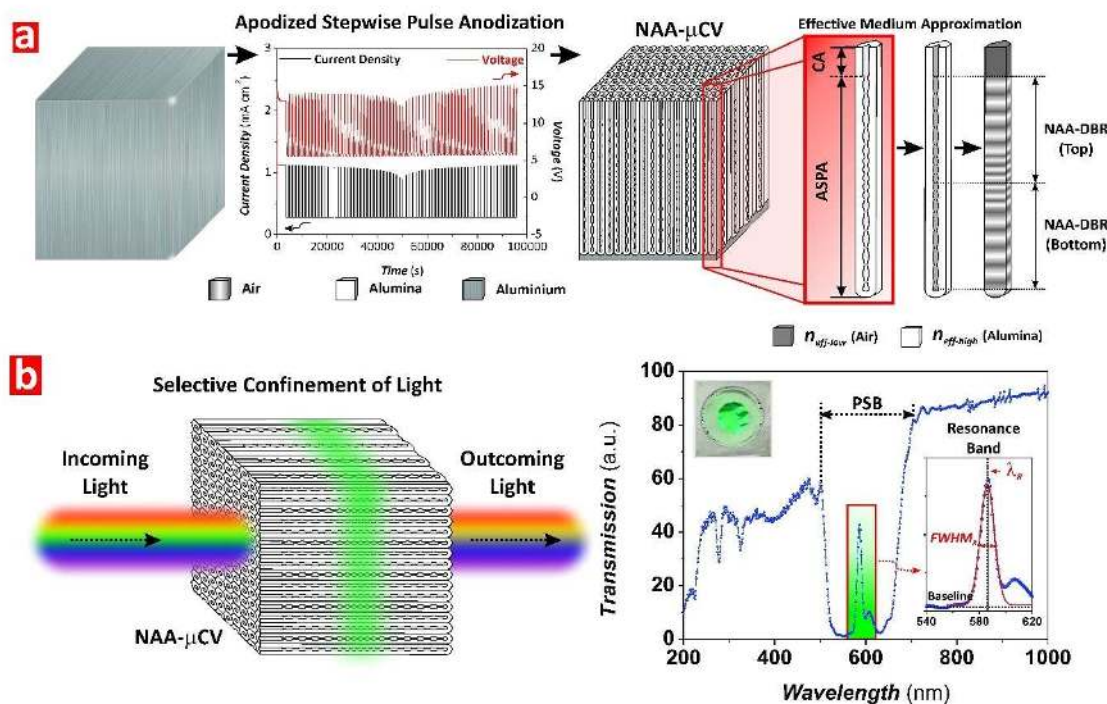 a
Apodized Stepwise Pulse Anodization
NAA-μCV
Effective Medium Approximation
Current Density
Voltage
Current Density (mA cm⁻²)
3
2
1
0
20
15
10
5
0
-5
Voltage (V)
0 20000 40000 60000 80000 100000
Time (s)
Air
Alumina
Aluminium
CA
ASPA
NAA-DBR
(Top)
NAA-DBR
(Bottom)
n eff-low (Air)
n eff-high (Alumina)
b
Selective Confinement of Light
Incoming
Light
Outcoming
Light
NAA-μCV
Transmission (a.u.)
100
80
60
40
20
0
PSB
Resonance
Band
λR
FWHMR
Baseline
540 580 620
200 400 600 800 1000
Wavelength (nm)